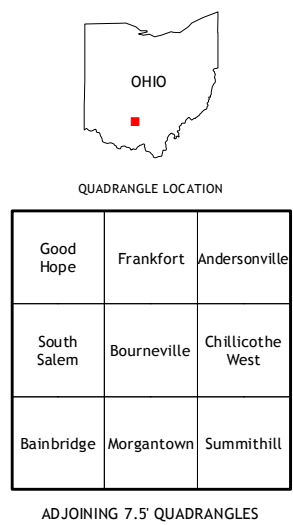 OHIO
QUADRANGLE LOCATION
Good
Hope
Frankfort
Andersonville
South
Salem
Bourneville
Chillicothe
West
Bainbridge
Morgantown
Summithill
ADJOINING 7.5' QUADRANGLES